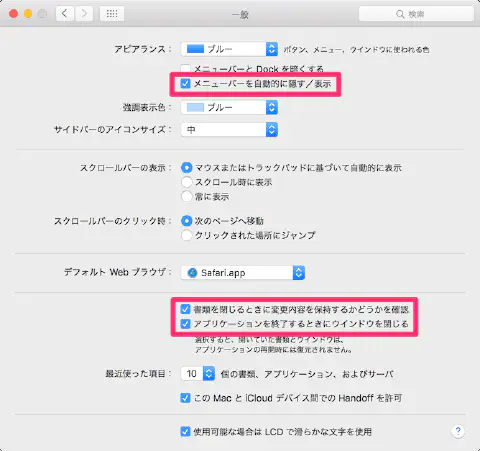 一般
検索
アピアランス： ブルー ボタン、メニュー、ウインドウに使われる色
メニューバーと Dock を暗くする
メニューバーを自動的に隠す／表示
強調表示色： ブルー
サイドバーのアイコンサイズ： 中
スクロールバーの表示： マウスまたはトラックパッドに基づいて自動的に表示
スクロール時に表示
常に表示
スクロールバーのクリック時： 次のページへ移動
クリックされた場所にジャンプ
デフォルト Web ブラウザ： Safari.app
書類を閉じるときに変更内容を保持するかどうかを確認
アプリケーションを終了するときにウインドウを閉じる
選択すると、開いていた書類とウインドウは、
アプリケーションの再開時には復元されません。
最近使った項目： 10 個の書類、アプリケーション、およびサーバ
この Mac と iCloud デバイス間での Handoff を許可
使用可能な場合は LCD で滑らかな文字を使用 ?